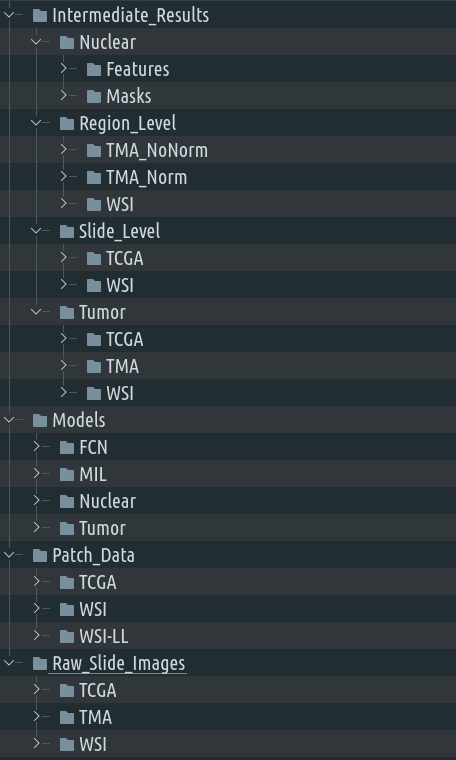 Intermediate_Results
Nuclear
Features
Masks
Region_Level
TMA_NoNorm
TMA_Norm
WSI
Slide_Level
TCGA
WSI
Tumor
TCGA
TMA
WSI
Models
FCN
MIL
Nuclear
Tumor
Patch_Data
TCGA
WSI
WSI-LL
Raw_Slide_Images
TCGA
TMA
WSI